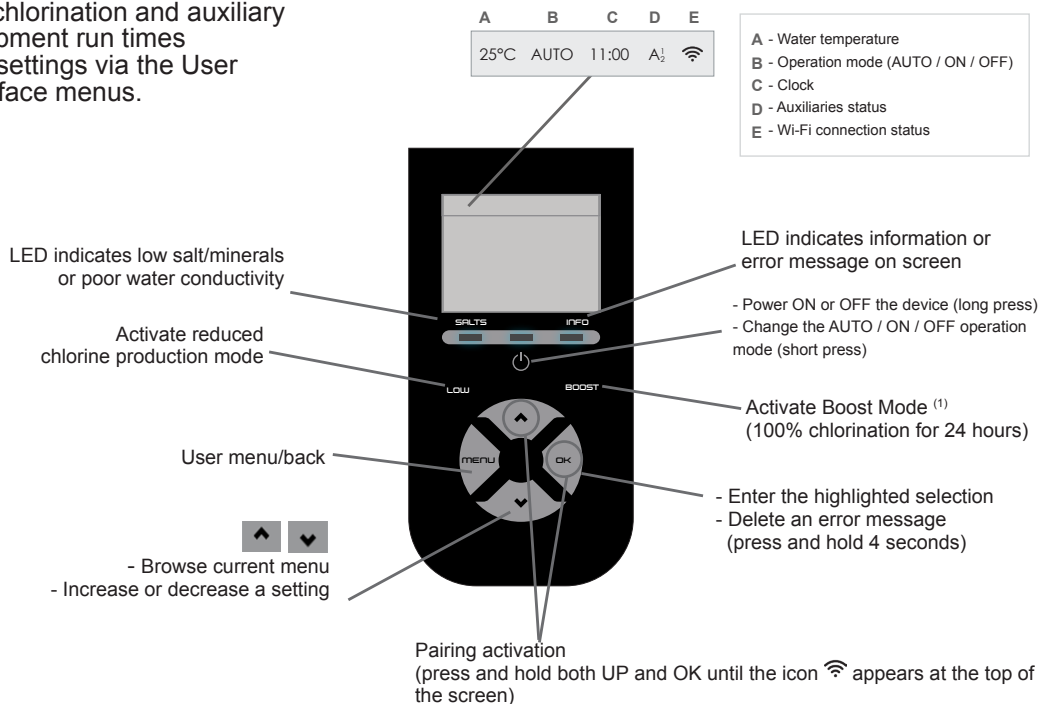 chlorination and auxiliary
run times
settings via the User
menus.
A B C D E
25°C AUTO 11:00 A½
A - Water temperature
B - Operation mode (AUTO / ON / OFF)
C - Clock
D - Auxiliaries status
E - Wi-Fi connection status
LED indicates low salt/minerals
or poor water conductivity
LED indicates information or
error message on screen
SALTS INFO
- Power ON or OFF the device (long press)
- Change the AUTO / ON / OFF operation
mode (short press)
Activate reduced
chlorine production mode
LOW BOOST
Activate Boost Mode (1)
(100% chlorination for 24 hours)
User menu/back
MENU OK
- Enter the highlighted selection
- Delete an error message
(press and hold 4 seconds)
- Browse current menu
- Increase or decrease a setting
Pairing activation
(press and hold both UP and OK until the icon appears at the top of
the screen)